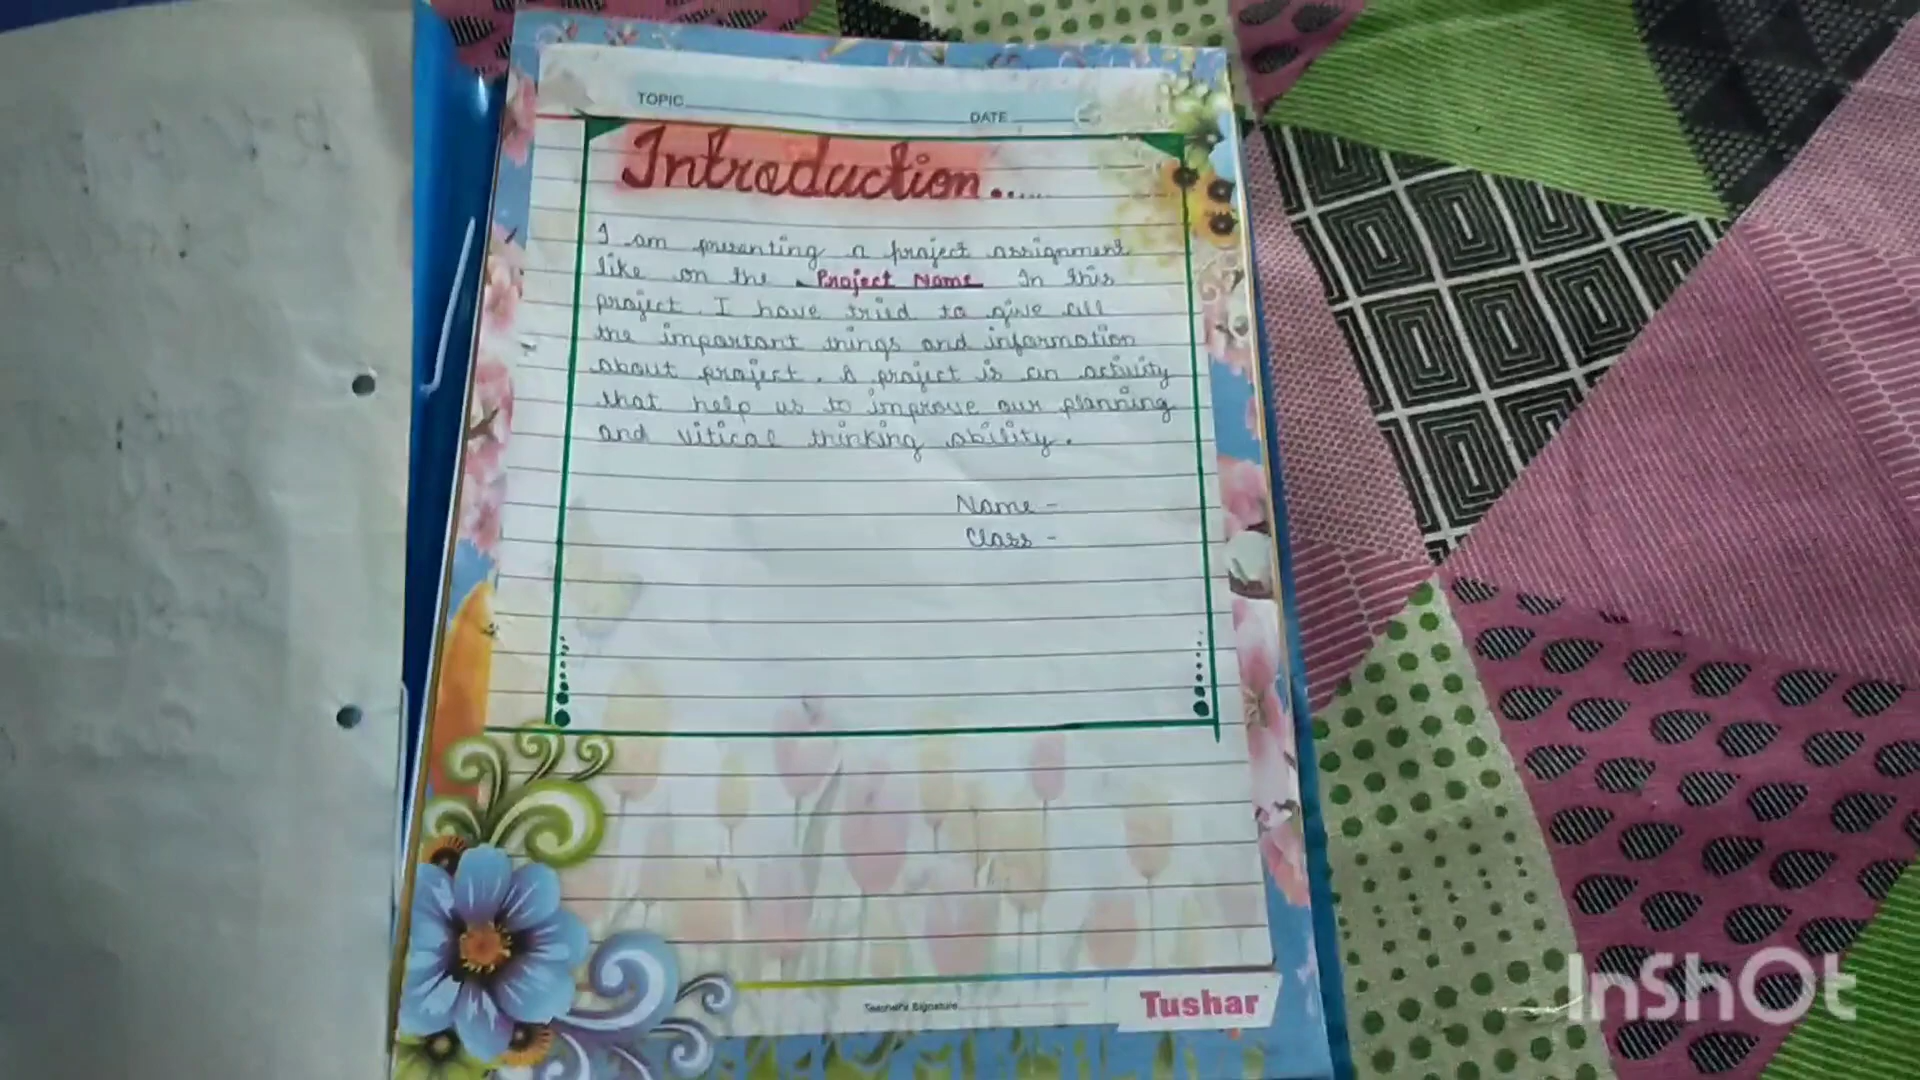 TOPIC
DATE
Introduction......
I am presenting a project assignment
like on the Project Name In this
project. I have tried to give all
the important things and information
about project. A project is an activity
that help us to improve our planning
and vitical thinking ability.
Name -
Class -
Teacher's Signature
Tushar
InShOt